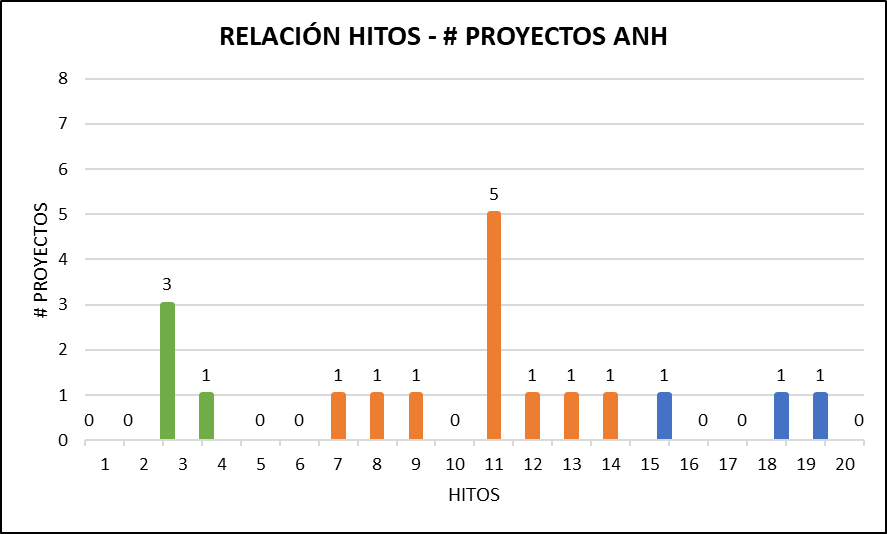 RELACIÓN HITOS - # PROYECTOS ANH
8
7
6
5
4
3
2
1
0
# PROYECTOS
0 0 3 1 0 0 1 1 1 0 5 1 1 1 1 0 0 1 1 0
1 2 3 4 5 6 7 8 9 10 11 12 13 14 15 16 17 18 19 20
HITOS